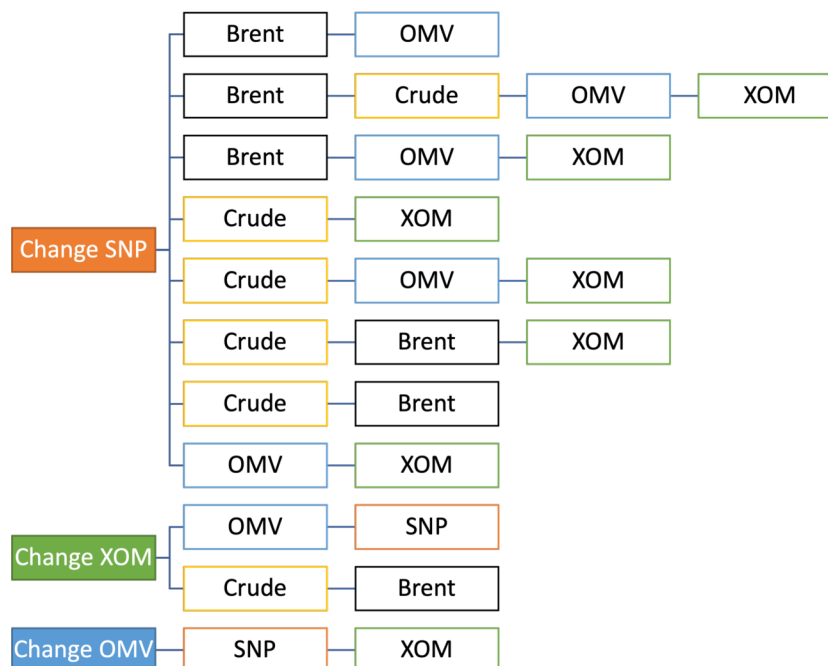 Brent OMV
Brent Crude OMV XOM
Brent OMV XOM
Crude XOM
Change SNP
Crude OMV XOM
Crude Brent XOM
Crude Brent
OMV XOM
OMV SNP
Change XOM
Crude Brent
Change OMV SNP XOM